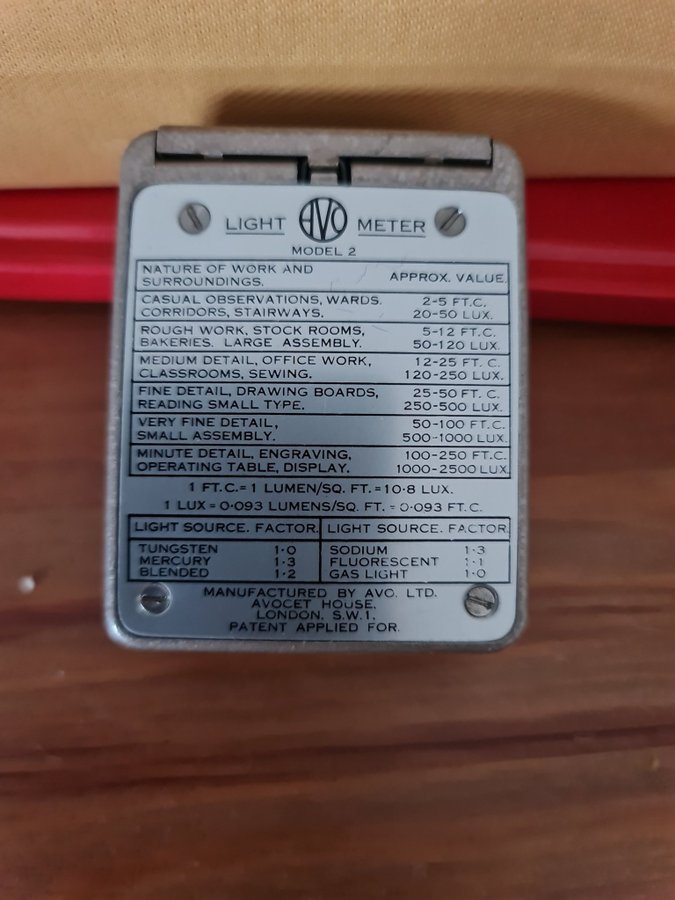 LIGHT AVO METER
MODEL 2
NATURE OF WORK AND SURROUNDINGS. APPROX. VALUE.
CASUAL OBSERVATIONS, WARDS. 2-5 FT.C.
CORRIDORS, STAIRWAYS. 20-50 LUX.
ROUGH WORK, STOCK ROOMS, 5-12 FT.C.
BAKERIES. LARGE ASSEMBLY. 50-120 LUX.
MEDIUM DETAIL, OFFICE WORK, 12-25 FT. C.
CLASSROOMS, SEWING. 120-250 LUX.
FINE DETAIL, DRAWING BOARDS, 25-50 FT. C.
READING SMALL TYPE. 250-500 LUX.
VERY FINE DETAIL, 50-100 FT.C.
SMALL ASSEMBLY. 500-1000 LUX.
MINUTE DETAIL, ENGRAVING, 100-250 FT.C.
OPERATING TABLE, DISPLAY. 1000-2500 LUX.
1 FT.C.= 1 LUMEN/SQ. FT.=10·8 LUX.
1 LUX = 0·093 LUMENS/SQ. FT. = 0·093 FT.C.
LIGHT SOURCE. FACTOR. LIGHT SOURCE. FACTOR.
TUNGSTEN 1·0 SODIUM 1·3
MERCURY 1·3 FLUORESCENT 1·1
BLENDED 1·2 GAS LIGHT 1·0
MANUFACTURED BY AVO. LTD.
AVOCET HOUSE,
LONDON. S.W.1.
PATENT APPLIED FOR.